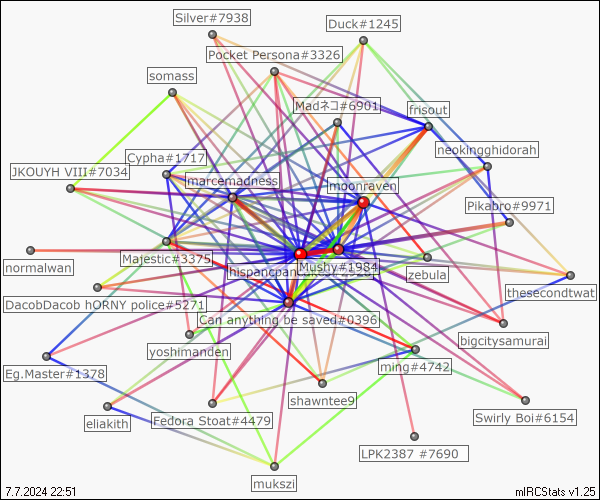 Silver#7938
Duck#1245
Pocket Persona#3326
somass
Madネコ#6901
frisout
neokingghidorah
Cypha#1717
JKOUYH VIII#7034
marcemadness
moonraven
Pikabro#9971
Majestic#3375
normalwan
Mushy#1984
zebula
thesecondtwat
DacobDacob hORNY police#5271
Can anything be saved#0396
bigcitysamurai
yoshimanden
Eg.Master#1378
ming#4742
shawntee9
eliakith
Fedora Stoat#4479
Swirly Boi#6154
LPK2387 #7690
mukszi
7.7.2024 22:51
mIRCStats v1.25